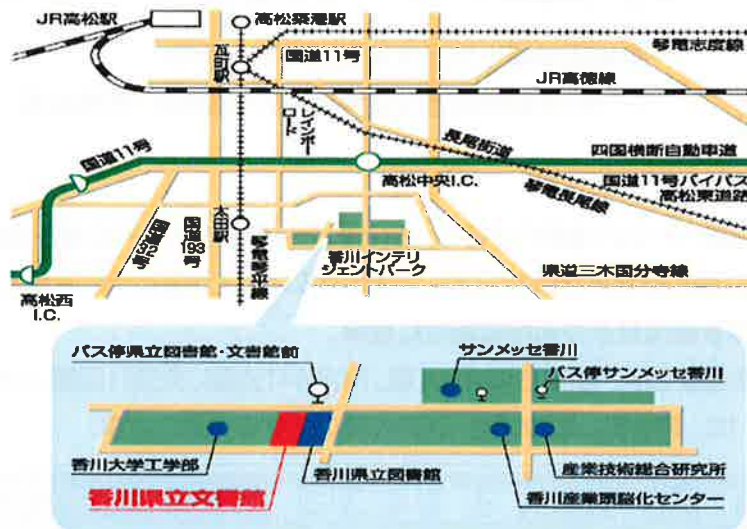 JR高松駅
高松築港駅
瓦町駅
国道11号
琴電志度線
JR高徳線
レインボー
ロード
長尾街道
四国横断自動車道
国道11号
高松中央I.C.
国道11号バイパス
高松東道路
琴電長尾線
太田駅
国道
193
号
琴電琴平線
香川インテリ
ジェントパーク
県道三木国分寺線
高松西
I.C.
バス停県立図書館・文書館前
サンメッセ香川
バス停サンメッセ香川
香川大学工学部
香川県立図書館
産業技術総合研究所
香川県立文書館
香川産業頭脳化センター